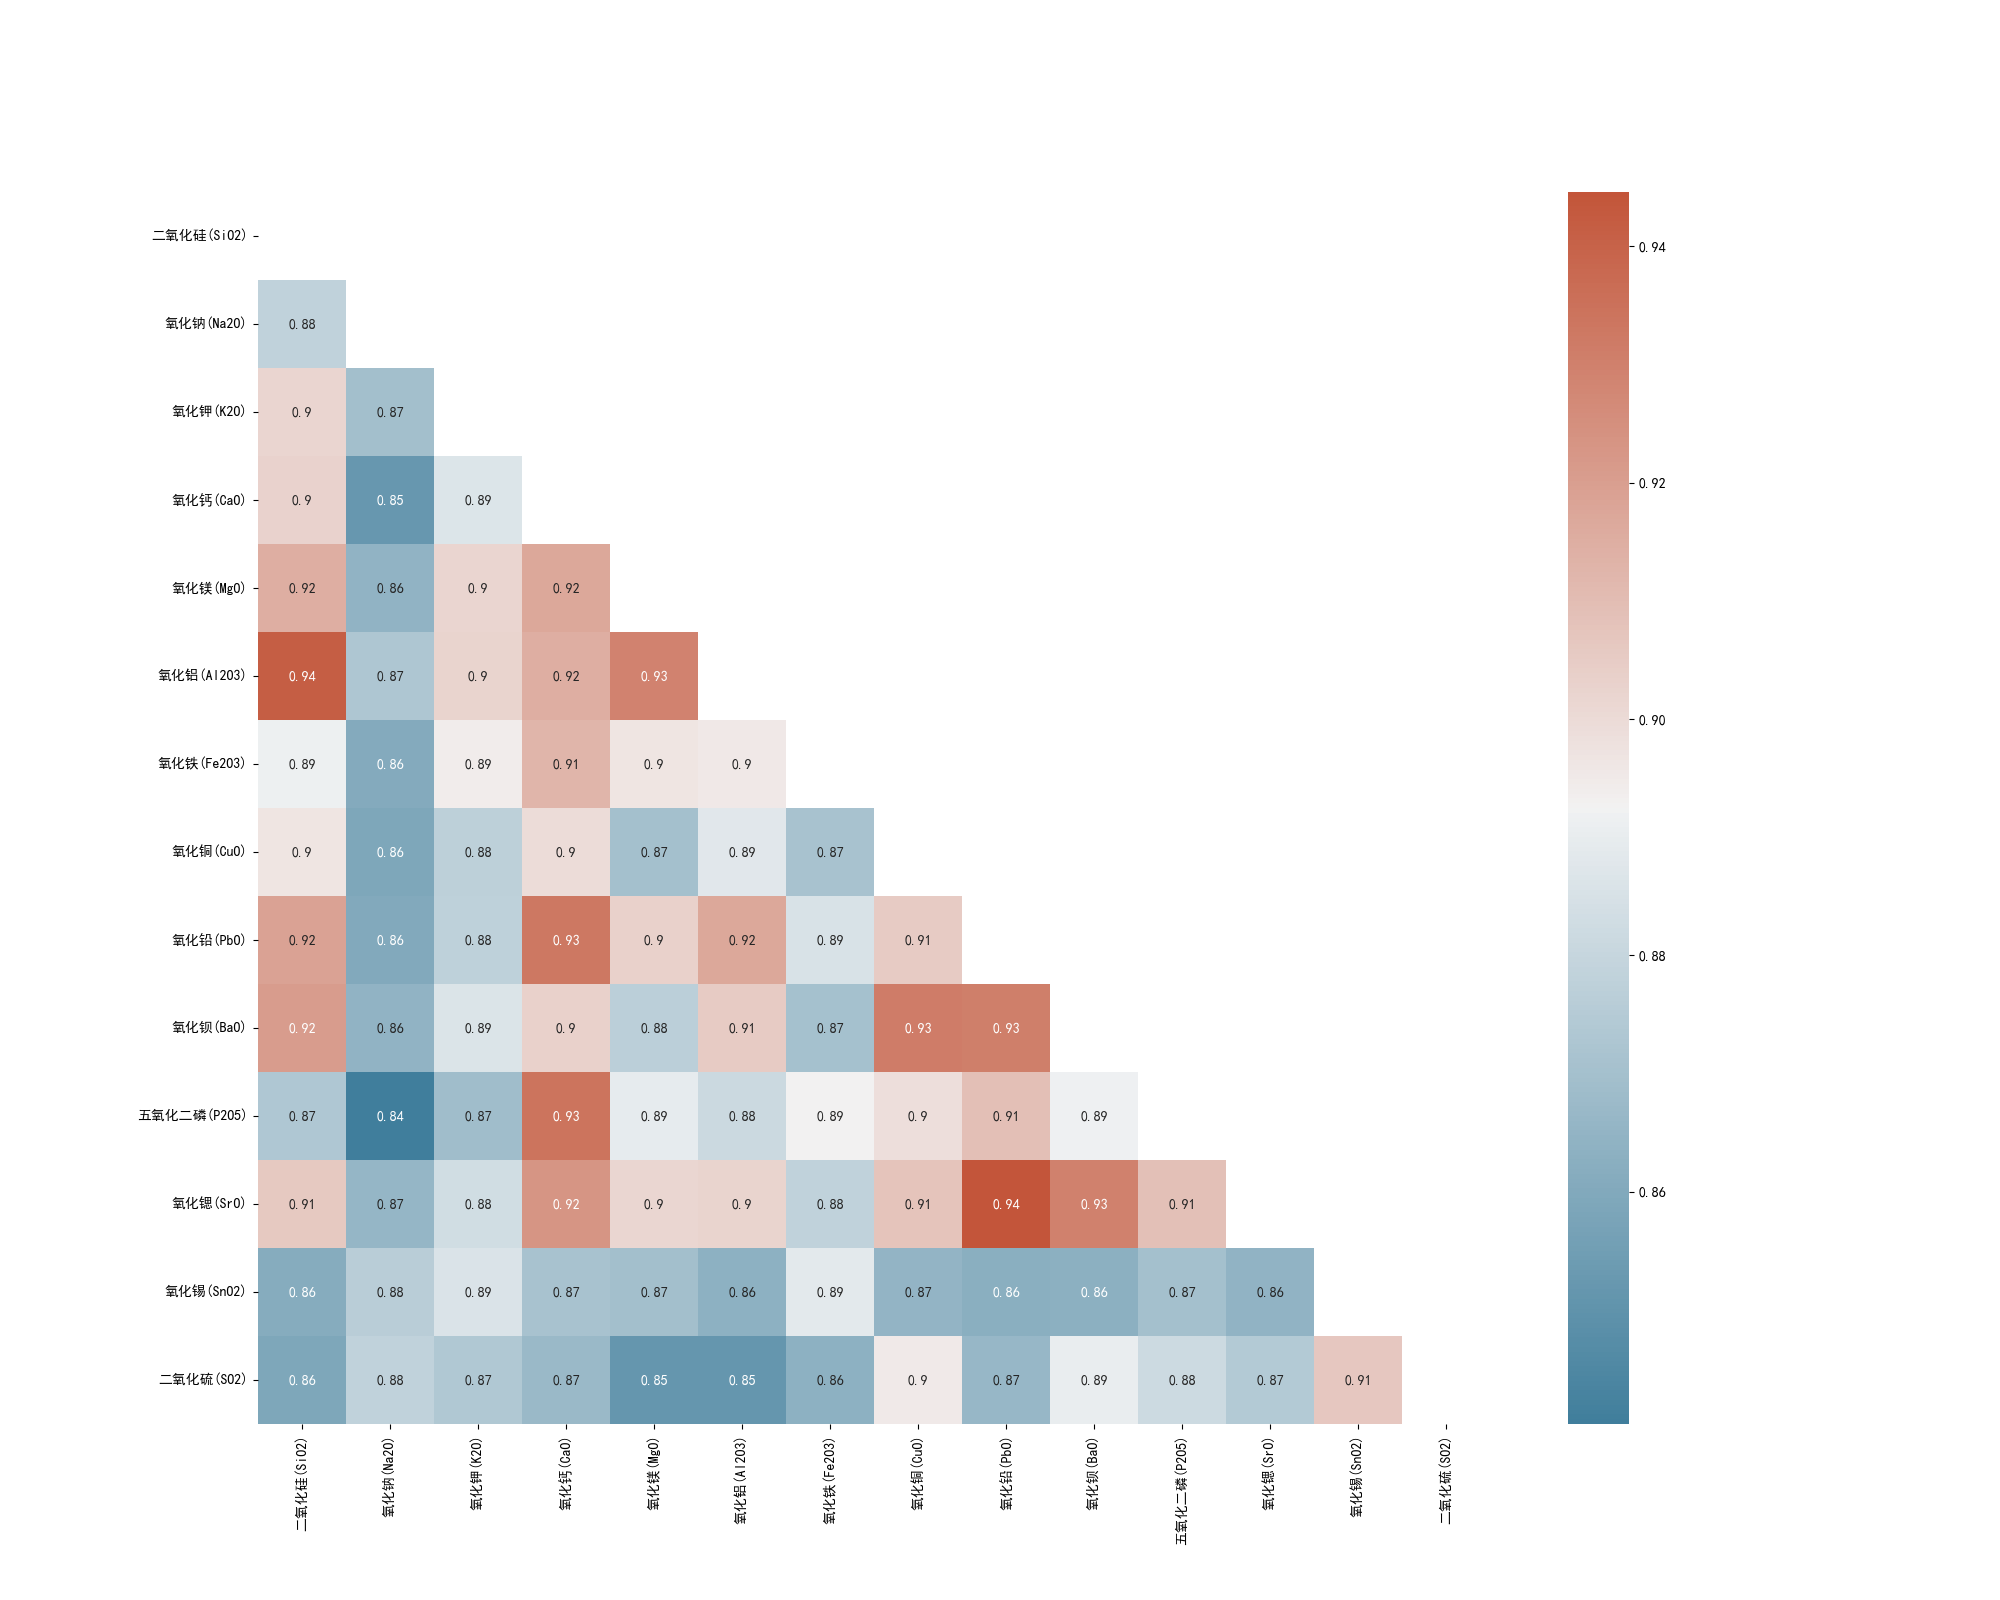 二氧化硅(SiO2)
氧化钠(Na2O) 0.88
氧化钾(K2O) 0.9 0.87
氧化钙(CaO) 0.9 0.85 0.89
氧化镁(MgO) 0.92 0.86 0.9 0.92
氧化铝(Al2O3) 0.94 0.87 0.9 0.92 0.93
氧化铁(Fe2O3) 0.89 0.86 0.89 0.91 0.9 0.9
氧化铜(CuO) 0.9 0.86 0.88 0.9 0.87 0.89 0.87
氧化铅(PbO) 0.92 0.86 0.88 0.93 0.9 0.92 0.89 0.91
氧化钡(BaO) 0.92 0.86 0.89 0.9 0.88 0.91 0.87 0.93 0.93
五氧化二磷(P2O5) 0.87 0.84 0.87 0.93 0.89 0.88 0.89 0.9 0.91 0.89
氧化锶(SrO) 0.91 0.87 0.88 0.92 0.9 0.9 0.88 0.91 0.94 0.93 0.91
氧化锡(SnO2) 0.86 0.88 0.89 0.87 0.87 0.86 0.89 0.87 0.86 0.86 0.87 0.86
二氧化硫(SO2) 0.86 0.88 0.87 0.87 0.85 0.85 0.86 0.9 0.87 0.89 0.88 0.87 0.91
二氧化硅(SiO2)
氧化钠(Na2O)
氧化钾(K2O)
氧化钙(CaO)
氧化镁(MgO)
氧化铝(Al2O3)
氧化铁(Fe2O3)
氧化铜(CuO)
氧化铅(PbO)
氧化钡(BaO)
五氧化二磷(P2O5)
氧化锶(SrO)
氧化锡(SnO2)
二氧化硫(SO2)
0.94
0.92
0.90
0.88
0.86